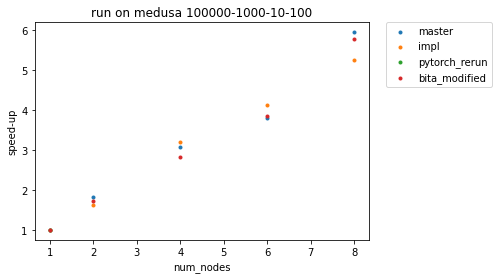 run on medusa 100000-1000-10-100
6
5
4
3
2
1
speed-up
1
2
3
4
5
6
7
8
num_nodes
master
impl
pytorch_rerun
bita_modified